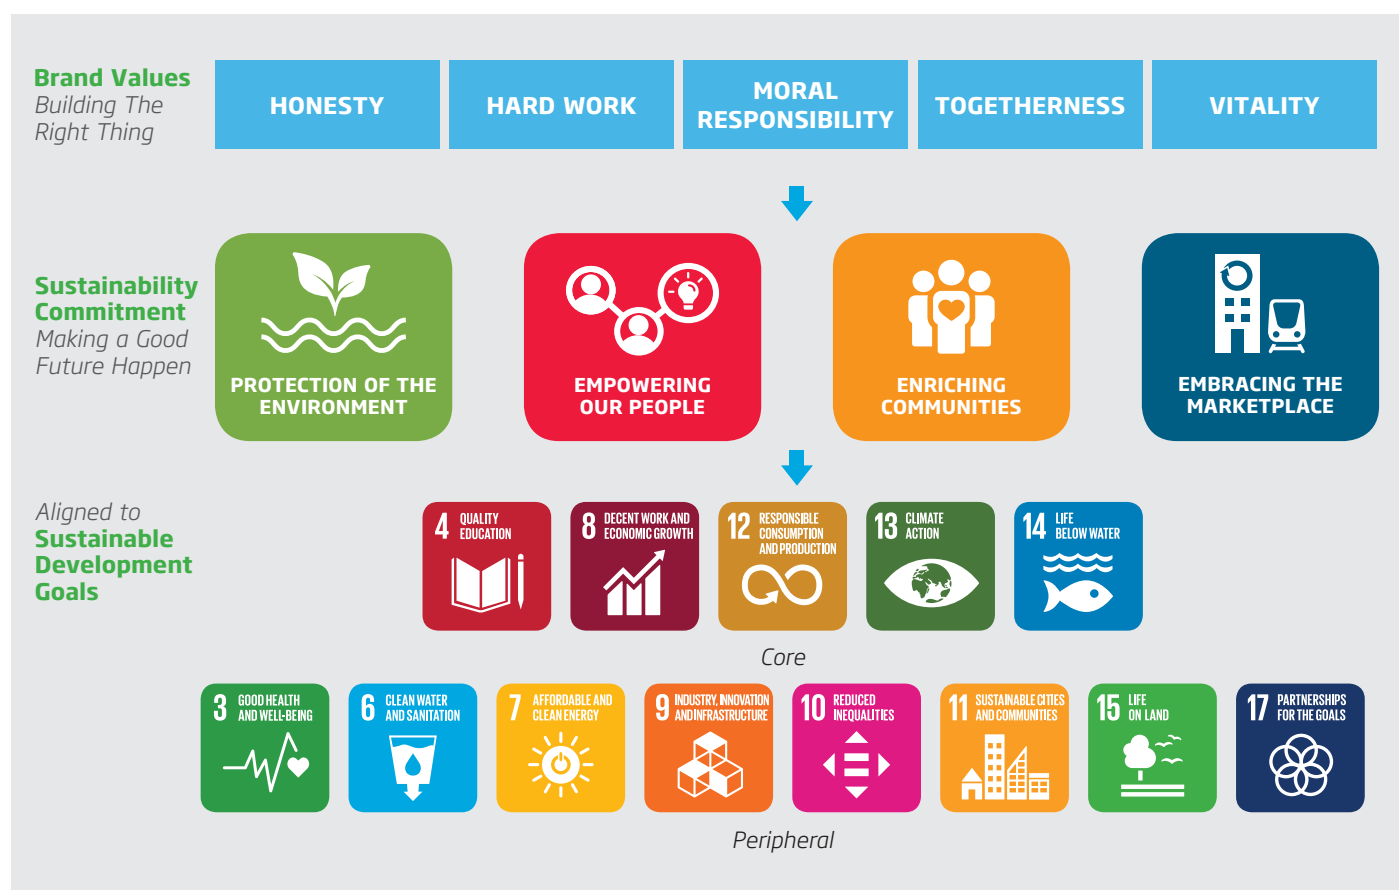 Brand Values
Building The
Right Thing
HONESTY
HARD WORK
MORAL
RESPONSIBILITY
TOGETHERNESS
VITALITY
Sustainability
Commitment
Making a Good
Future Happen
PROTECTION OF THE
ENVIRONMENT
EMPOWERING
OUR PEOPLE
ENRICHING
COMMUNITIES
EMBRACING THE
MARKETPLACE
Aligned to
Sustainable
Development
Goals
4 QUALITY
EDUCATION
8 DECENT WORK AND
ECONOMIC GROWTH
12 RESPONSIBLE
CONSUMPTION
AND PRODUCTION
13 CLIMATE
ACTION
14 LIFE
BELOW WATER
Core
3 GOOD HEALTH
AND WELL-BEING
6 CLEAN WATER
AND SANITATION
7 AFFORDABLE AND
CLEAN ENERGY
9 INDUSTRY, INNOVATION
AND INFRASTRUCTURE
10 REDUCED
INEQUALITIES
11 SUSTAINABLE CITIES
AND COMMUNITIES
15 LIFE
ON LAND
17 PARTNERSHIPS
FOR THE GOALS
Peripheral